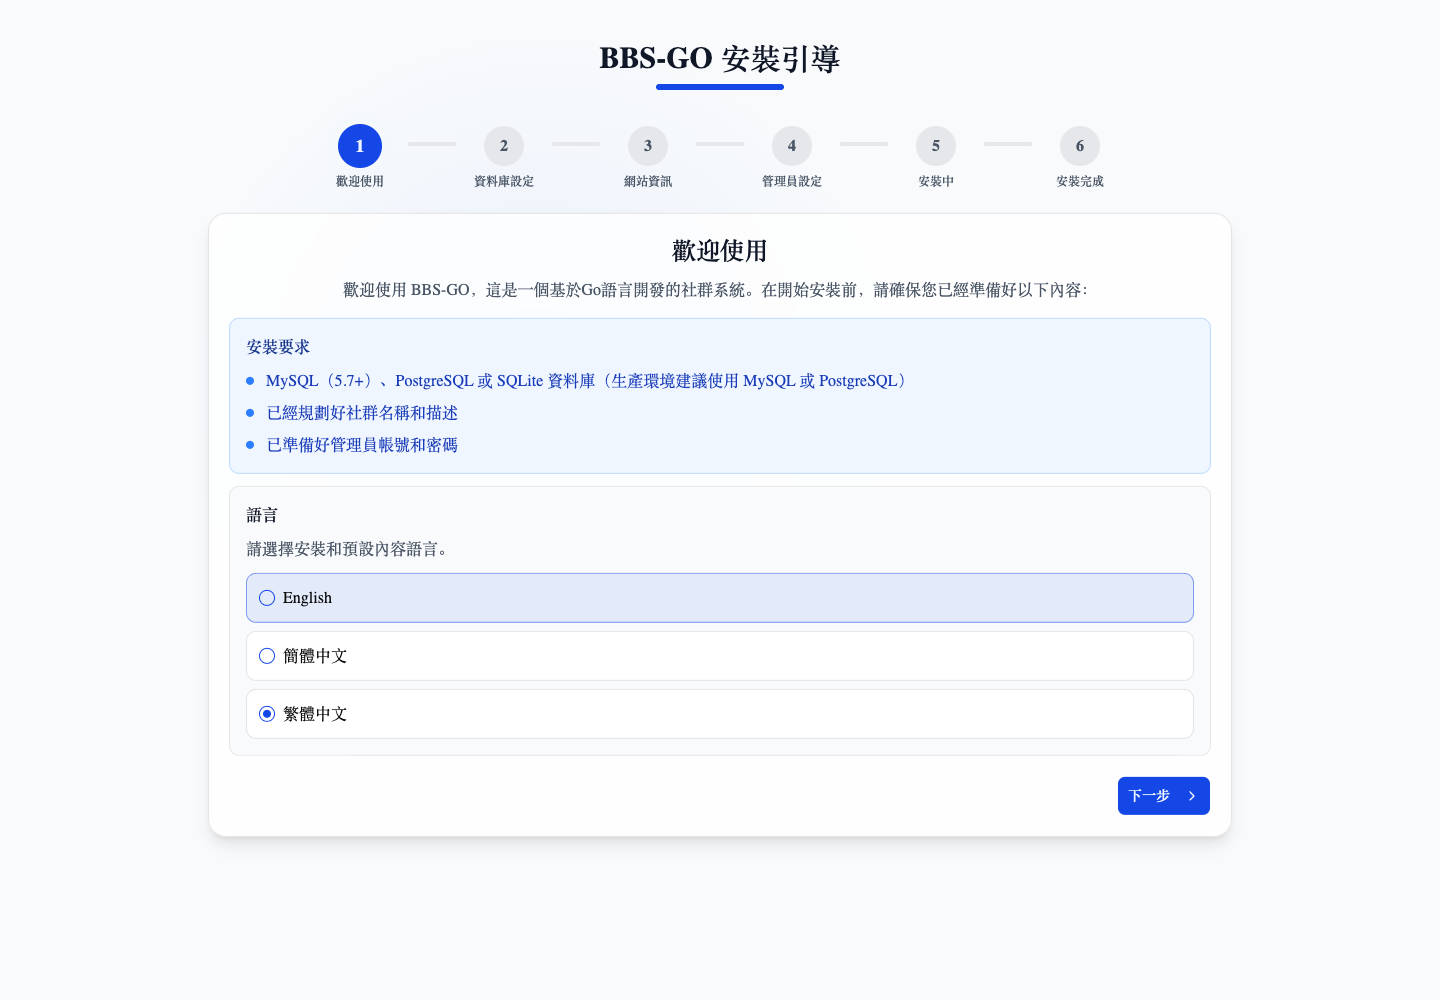 BBS-GO 安裝引導
1
2
3
4
5
6
歡迎使用
資料庫設定
網站資訊
管理員設定
安裝中
安裝完成
歡迎使用
歡迎使用 BBS-GO，這是一個基於Go語言開發的社群系統。在開始安裝前，請確保您已經準備好以下內容：
安裝要求
MySQL（5.7+）、PostgreSQL 或 SQLite 資料庫（生產環境建議使用 MySQL 或 PostgreSQL）
已經規劃好社群名稱和描述
已準備好管理員帳號和密碼
語言
請選擇安裝和預設內容語言。
English
簡體中文
繁體中文
下一步